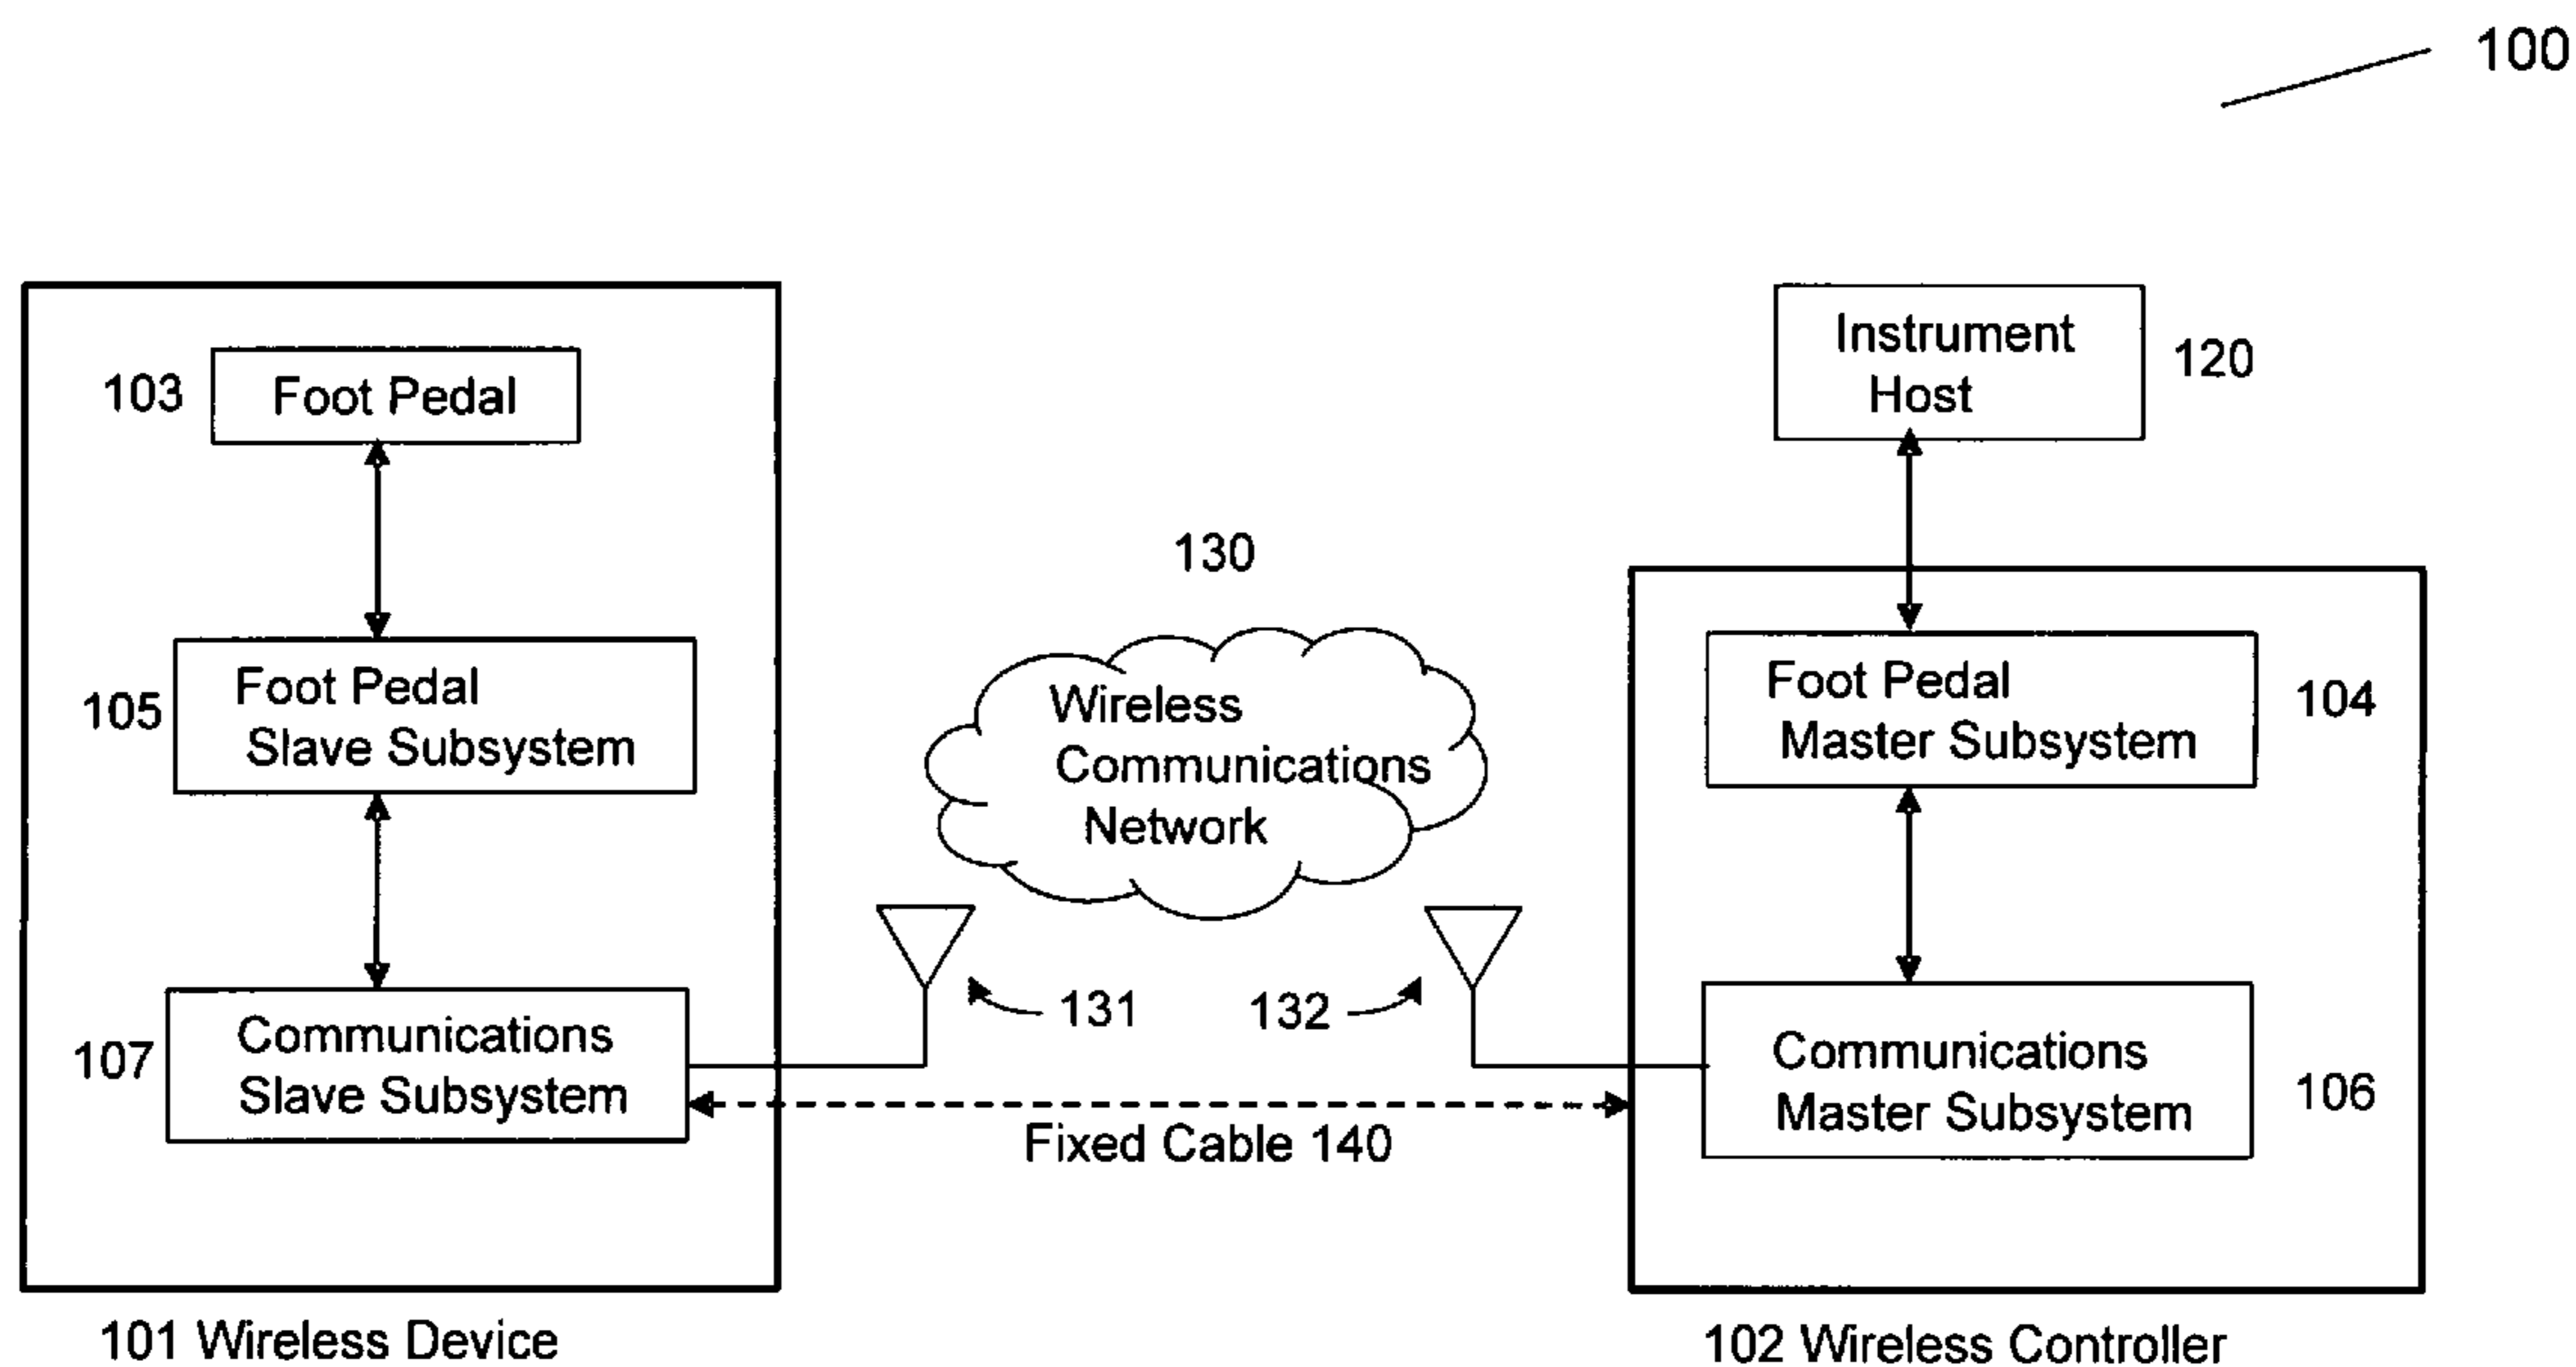 100
103
Foot Pedal
105
Foot Pedal
Slave Subsystem
107
Communications
Slave Subsystem
101 Wireless Device
130
Wireless
Communications
Network
131
132
Fixed Cable 140
Instrument
Host
120
Foot Pedal
Master Subsystem
104
Communications
Master Subsystem
106
102 Wireless Controller